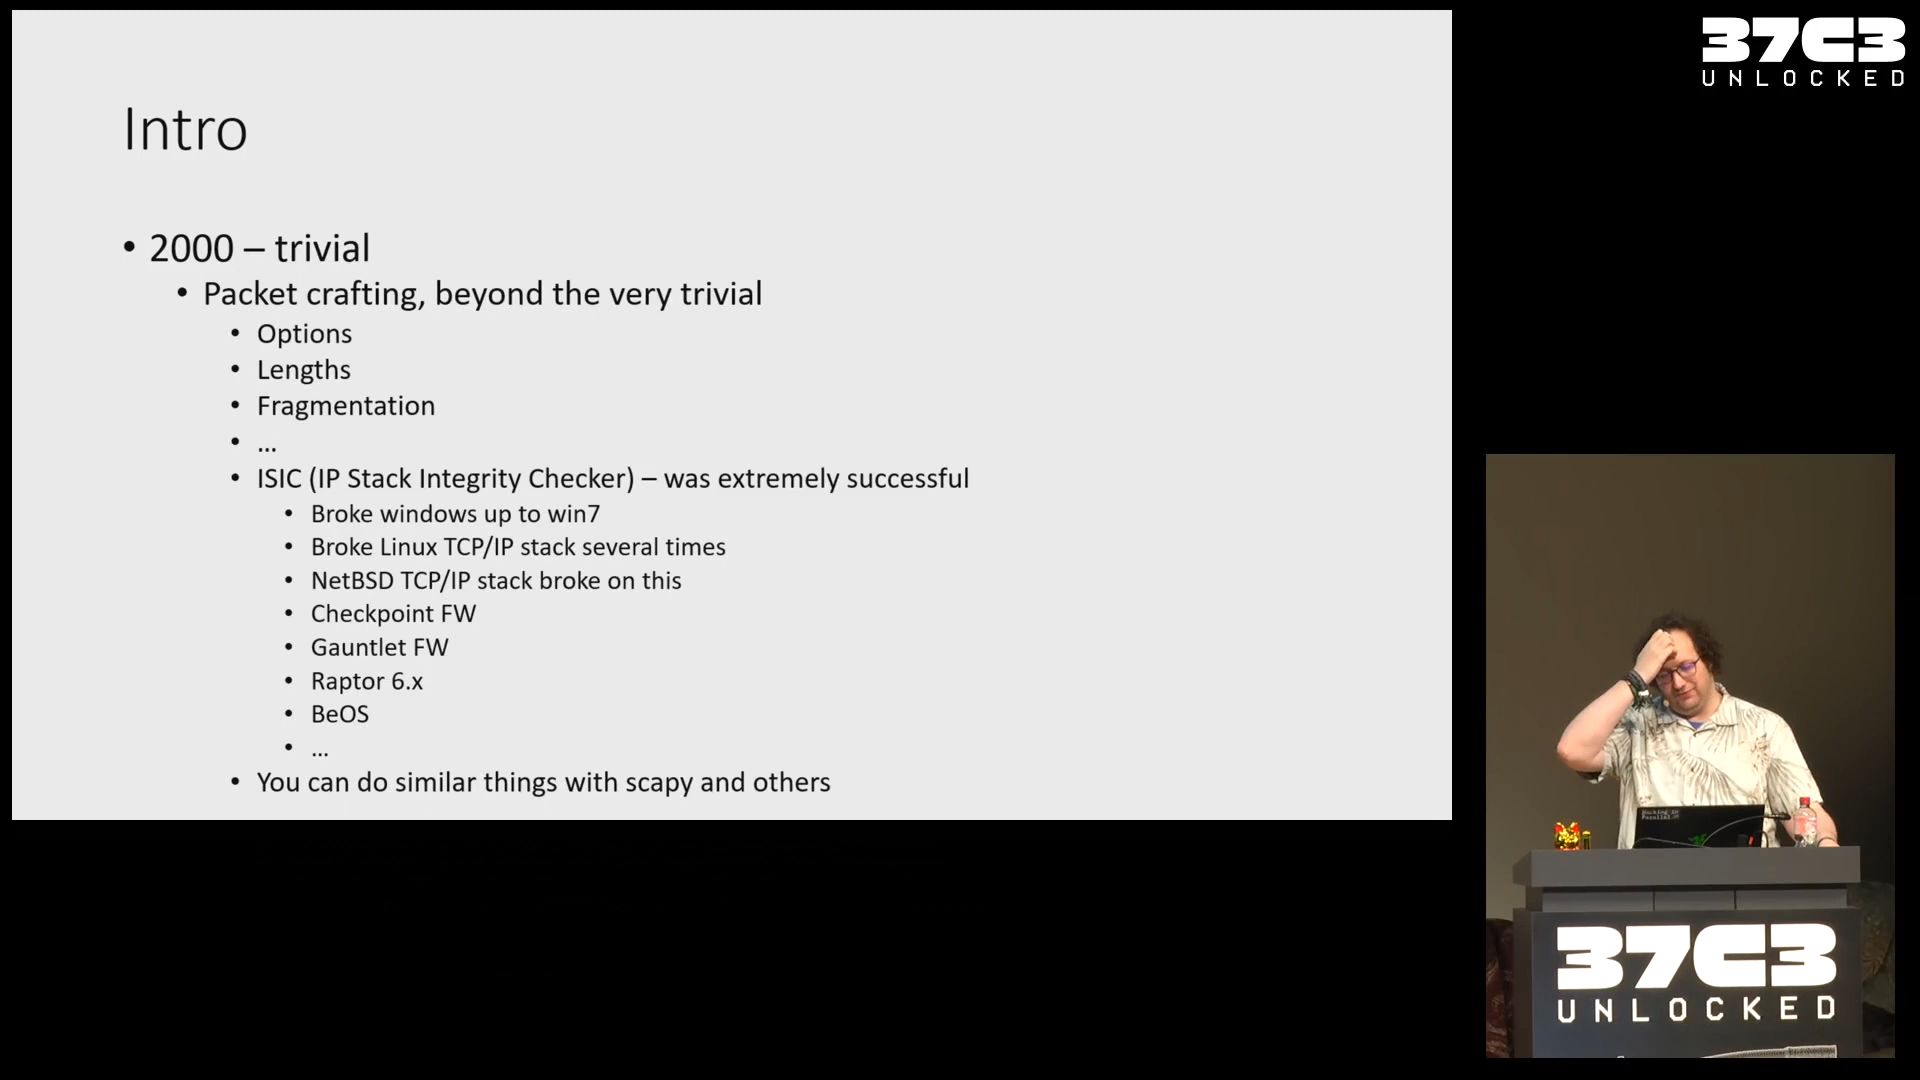 37C3
UNLOCKED
Intro
• 2000 – trivial
• Packet crafting, beyond the very trivial
• Options
• Lengths
• Fragmentation
• ...
• ISIC (IP Stack Integrity Checker) – was extremely successful
• Broke windows up to win7
• Broke Linux TCP/IP stack several times
• NetBSD TCP/IP stack broke on this
• Checkpoint FW
• Gauntlet FW
• Raptor 6.x
• BeOS
• ...
• You can do similar things with scapy and others
Hacking in
Parallel
37C3
UNLOCKED